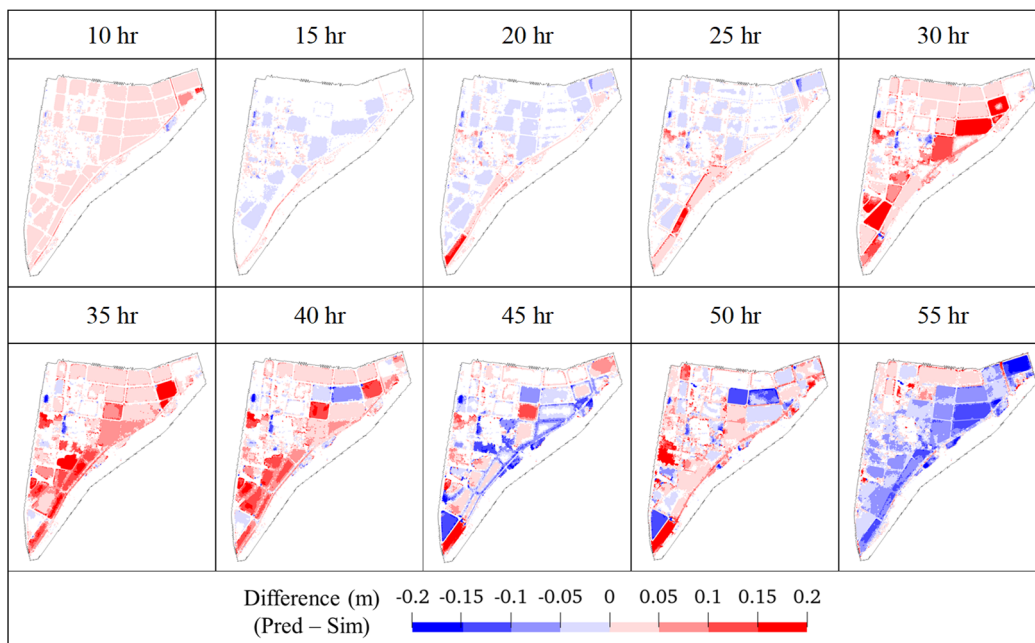 10 hr 15 hr 20 hr 25 hr 30 hr
35 hr 40 hr 45 hr 50 hr 55 hr
Difference (m) -0.2 -0.15 -0.1 -0.05 0 0.05 0.1 0.15 0.2
(Pred – Sim)